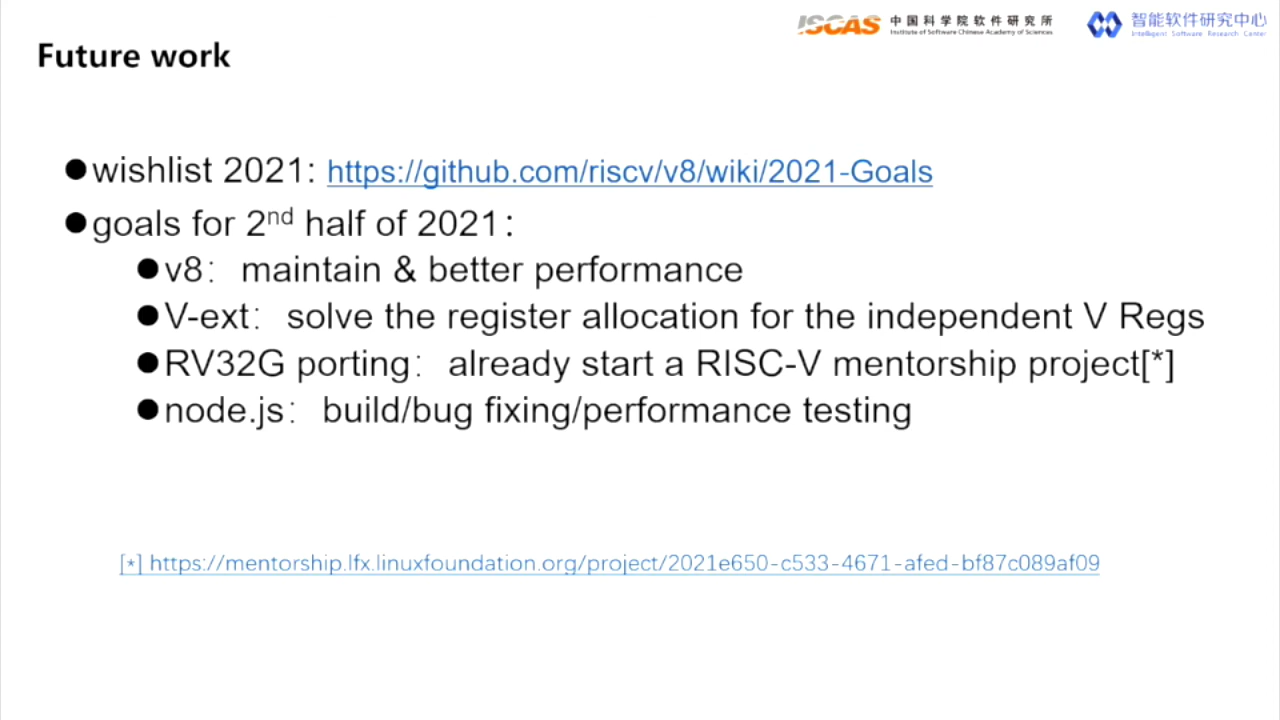 ISCAS 中国科学院软件研究所 智能软件研究中心
Institute of Software Chinese Academy of Sciences Intelligent Software Research Center
Future work
●wishlist 2021: https://github.com/riscv/v8/wiki/2021-Goals
●goals for 2nd half of 2021：
●v8： maintain & better performance
●V-ext： solve the register allocation for the independent V Regs
●RV32G porting： already start a RISC-V mentorship project[*]
●node.js： build/bug fixing/performance testing
[*] https://mentorship.lfx.linuxfoundation.org/project/2021e650-c533-4671-afed-bf87c089af09